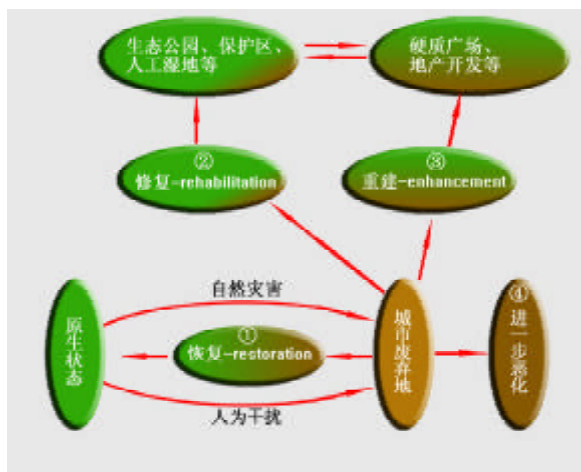 生态公园、保护区、
人工湿地等
硬质广场、
地产开发等
②
修复-rehabilitation
③
重建-enhancement
自然灾害
原生状态
①
恢复-restoration
城市废弃地
④进一步恶化
人为干扰